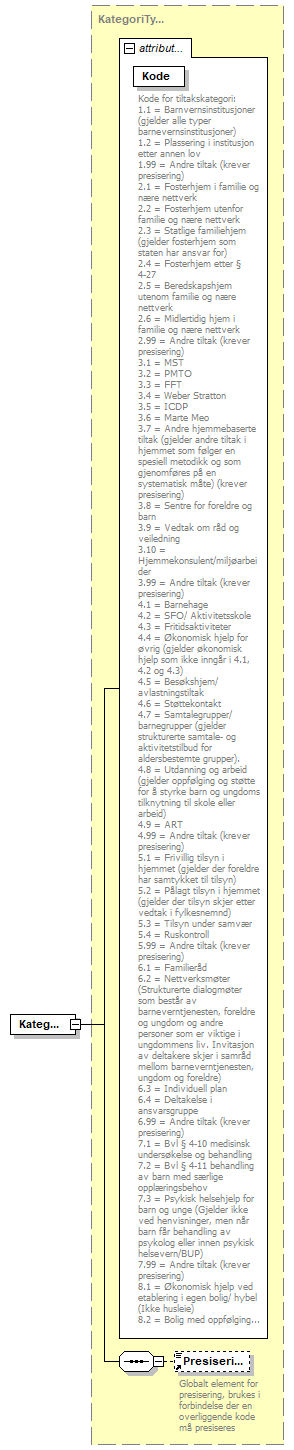 KategoriTy...
attribut...
Kode
Kode for tiltakskategori:
1.1 = Barnvernsinstitusjoner
(gjelder alle typer
barnevernsinstitusjoner)
1.2 = Plassering i institusjon
etter annen lov
1.99 = Andre tiltak (krever
presisering)
2.1 = Fosterhjem i familie og
nære nettverk
2.2 = Fosterhjem utenfor
familie og nære nettverk
2.3 = Statlige familiehjem
(gjelder fosterhjem som
staten har ansvar for)
2.4 = Fosterhjem etter §
4-27
2.5 = Beredskapshjem
utenom familie og nære
nettverk
2.6 = Midlertidig hjem i
familie og nære nettverk
2.99 = Andre tiltak (krever
presisering)
3.1 = MST
3.2 = PMTO
3.3 = FFT
3.4 = Weber Stratton
3.5 = ICDP
3.6 = Marte Meo
3.7 = Andre hjemmebaserte
tiltak (gjelder andre tiltak i
hjemmet som følger en
spesiell metodikk og som
gjenomføres på en
systematisk måte) (krever
presisering)
3.8 = Sentre for foreldre og
barn
3.9 = Vedtak om råd og
veiledning
3.10 =
Hjemmekonsulent/miljøarbei
der
3.99 = Andre tiltak (krever
presisering)
4.1 = Barnehage
4.2 = SFO/ Aktivitetsskole
4.3 = Fritidsaktiviteter
4.4 = Økonomisk hjelp for
øvrig (gjelder økonomisk
hjelp som ikke inngår i 4.1,
4.2 og 4.3)
4.5 = Besøkshjem/
avlastningstiltak
4.6 = Støttekontakt
4.7 = Samtalegrupper/
barnegrupper (gjelder
strukturerte samtale- og
aktivitetstilbud for
aldersbestemte grupper).
4.8 = Utdanning og arbeid
(gjelder oppfølging og støtte
for å styrke barn og ungdoms
tilknytning til skole eller
arbeid)
4.9 = ART
4.99 = Andre tiltak (krever
presisering)
5.1 = Frivillig tilsyn i
hjemmet (gjelder der foreldre
har samtykket til tilsyn)
5.2 = Pålagt tilsyn i hjemmet
(gjelder der tilsyn skjer etter
vedtak i fylkesnemnd)
5.3 = Tilsyn under samvær
5.4 = Ruskontroll
5.99 = Andre tiltak (krever
presisering)
6.1 = Familieråd
6.2 = Nettverksmøter
(Strukturerte dialogmøter
som består av
barneverntjenesten, foreldre
og ungdom og andre
personer som er viktige i
ungdommens liv. Invitasjon
av deltakere skjer i samråd
mellom barneverntjenesten,
ungdom og foreldre)
6.3 = Individuell plan
6.4 = Deltakelse i
ansvarsgruppe
6.99 = Andre tiltak (krever
presisering)
7.1 = Bvl § 4-10 medisinsk
undersøkelse og behandling
7.2 = Bvl § 4-11 behandling
av barn med særlige
opplæringsbehov
7.3 = Psykisk helsehjelp for
barn og unge (Gjelder ikke
ved henvisninger, men når
barn får behandling av
psykolog eller innen psykisk
helsevern/BUP)
7.99 = Andre tiltak (krever
presisering)
8.1 = Økonomisk hjelp ved
etablering i egen bolig/ hybel
(Ikke husleie)
8.2 = Bolig med oppfølging...
Kateg...
Presiseri...
Globalt element for
presisering, brukes i
forbindelse der en
overliggende kode
må presiseres